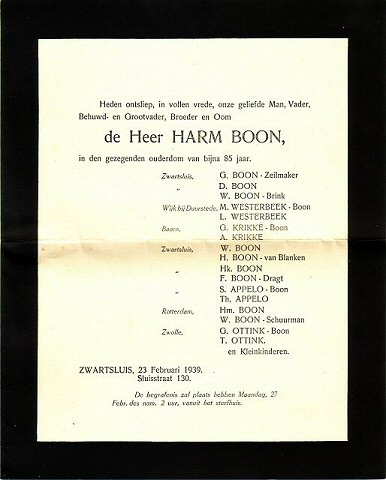 Heden ontsliep, in vollen vrede, onze geliefde Man, Vader,
Behuwd- en Grootvader, Broeder en Oom
de Heer HARM BOON,
in den gezegenden ouderdom van bijna 85 jaar.
Zwartsluis, G. BOON - Zeilmaker
„ D. BOON
W. BOON - Brink
Wijk bij Duurstede, M. WESTERBEEK - Boon
L. WESTERBEEK
Baarn, G. KRIKKE - Boon
A. KRIKKE
Zwartsluis, W. BOON
H. BOON - van Blanken
„ Hk. BOON
F. BOON - Dragt
„ S. APPELO - Boon
Th. APPELO
Rotterdam, Hm. BOON
W. BOON - Schuurman
Zwolle, G. OTTINK - Boon
T. OTTINK.
en Kleinkinderen.
ZWARTSLUIS, 23 Februari 1939.
Sluisstraat 130.
De begrafenis zal plaats hebben Maandag, 27
Febr. des nam. 2 uur, vanuit het sterfhuis.